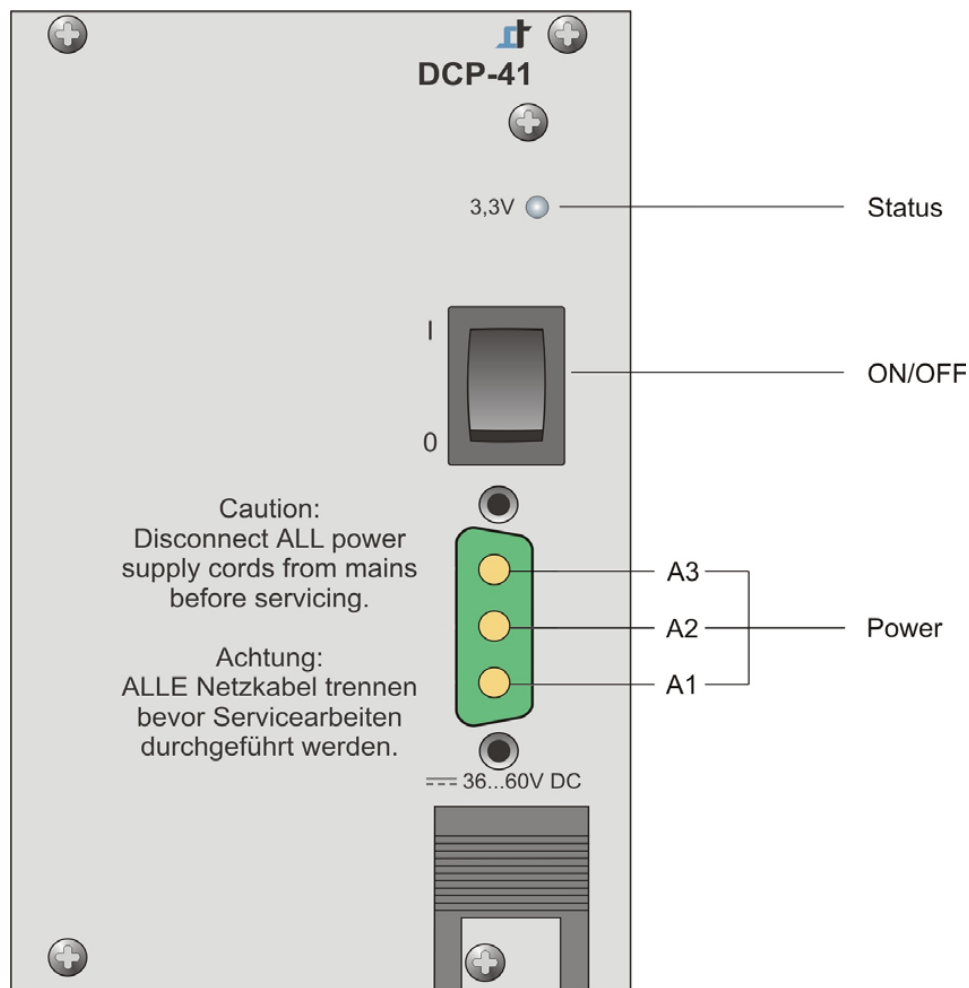 DCP-41
3,3V
Status
I
ON/OFF
0
Caution:
Disconnect ALL power
supply cords from mains
before servicing.
A3
A2
Power
A1
Achtung:
ALLE Netzkabel trennen
bevor Servicearbeiten
durchgeführt werden.
36...60V DC